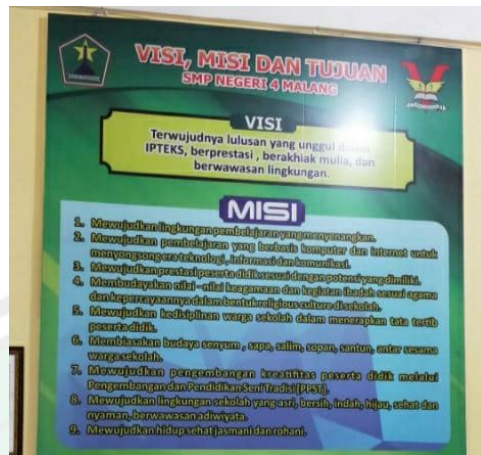 VISI, MISI DAN TUJUAN
SMP NEGERI 4 MALANG
VISI
Terwujudnya lulusan yang unggul
IPTEKS, berprestasi , berakhlak mulia, dan
berwawasan lingkungan.
MISI
1. Mewujudkan lingkungan pembelajaran yang menyenangkan.
2. Mewujudkan pembelajaran yang berbasis komputer dan internet untuk
menyongsong era teknologi , informasi dan komunikasi.
3. Mewujudkan prestasi peserta didik sesuai dengan potensi yang dimiliki.
4. Membudayakan nilai -nilai keagamaan dan kegiatan ibadah sesuai agama
dan kepercayaannya dalam bentuk religious culture di sekolah.
5. Mewujudkan kedisiplinan warga sekolah dalam menerapkan tata tertib
peserta didik.
6. Membiasakan budaya senyum , sapa, salim, sopan, santun, antar sesama
warga sekolah.
7. Mewujudkan pengembangan kreatifitas peserta didik melalui
Pengembangan dan Pendidikan Seni Tradisi [PPST].
8. Mewujudkan lingkungan sekolah yang asri, bersih, indah, hijau, sehat dan
nyaman, berwawasan adiwiyata.
9. Mewujudkan hidup sehat jasmani dan rohani.